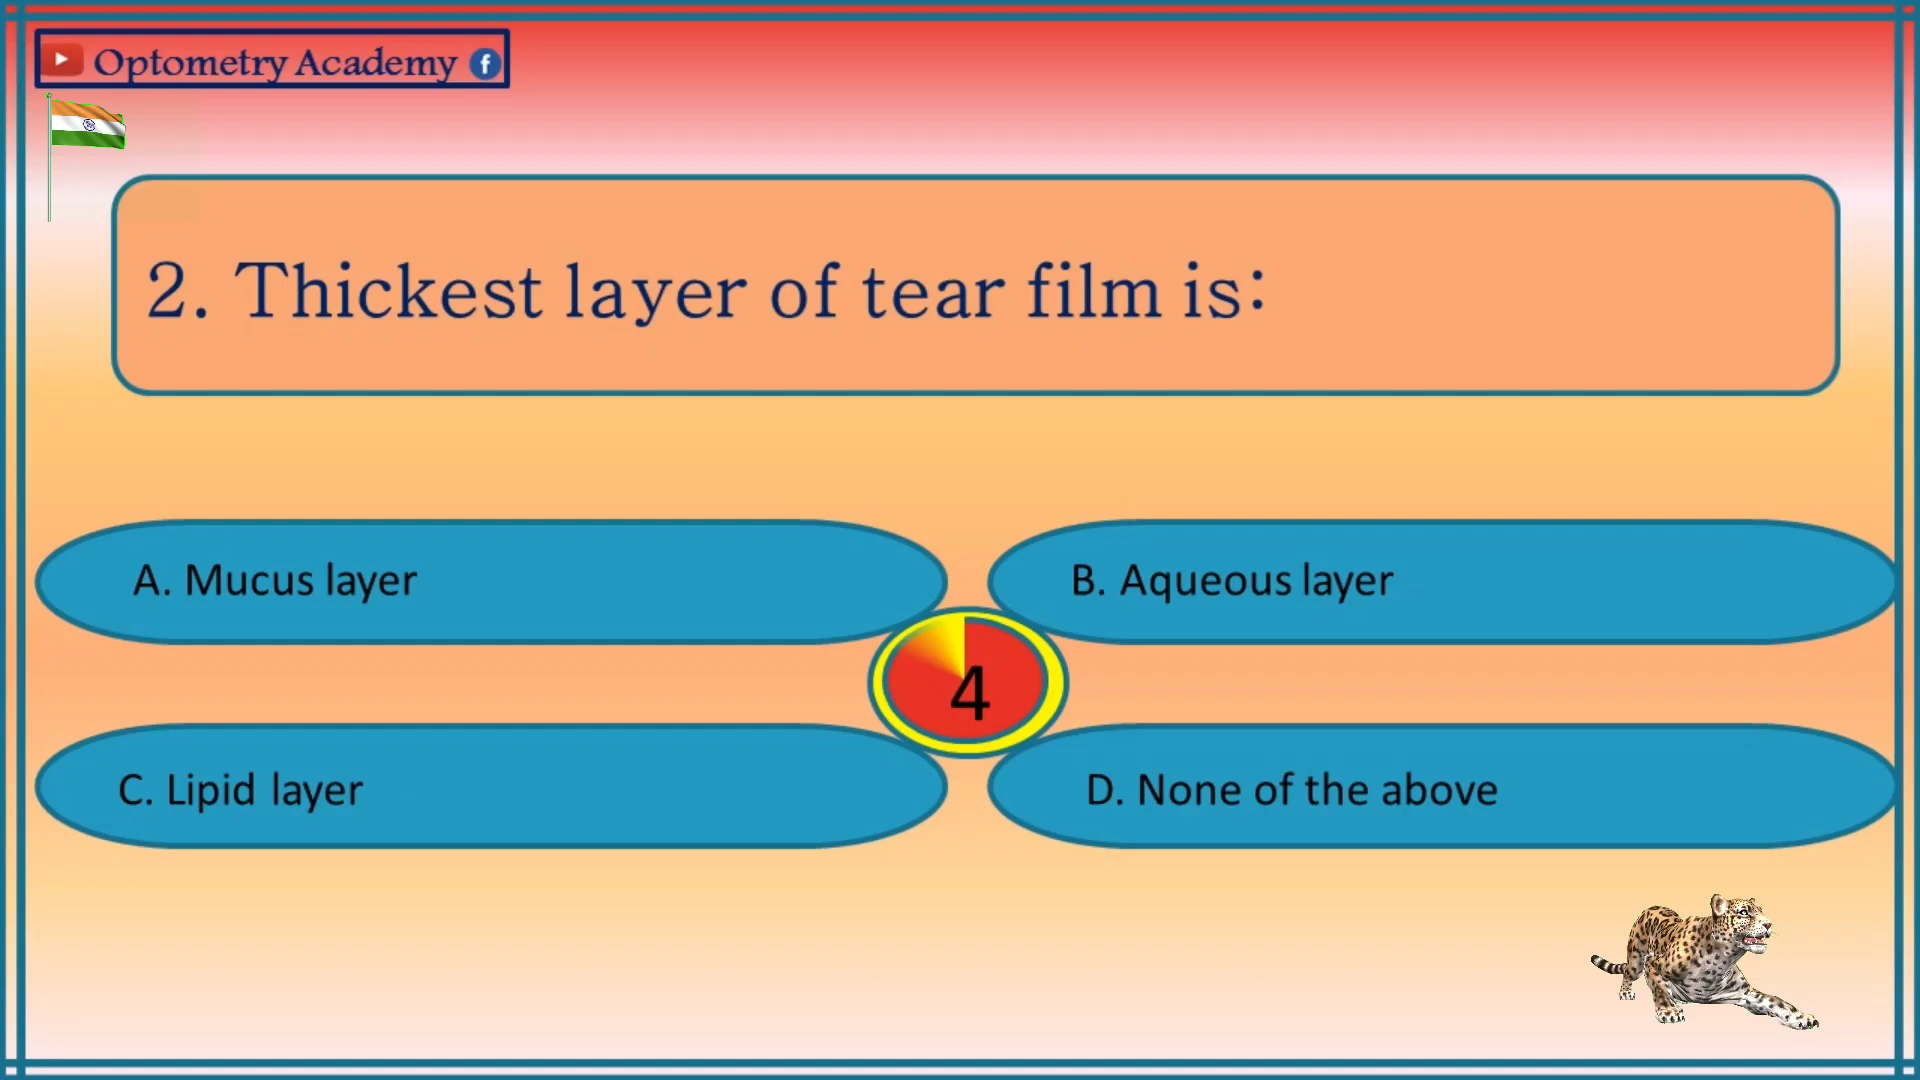 Optometry Academy f
2. Thickest layer of tear film is:
A. Mucus layer
B. Aqueous layer
4
C. Lipid layer
D. None of the above